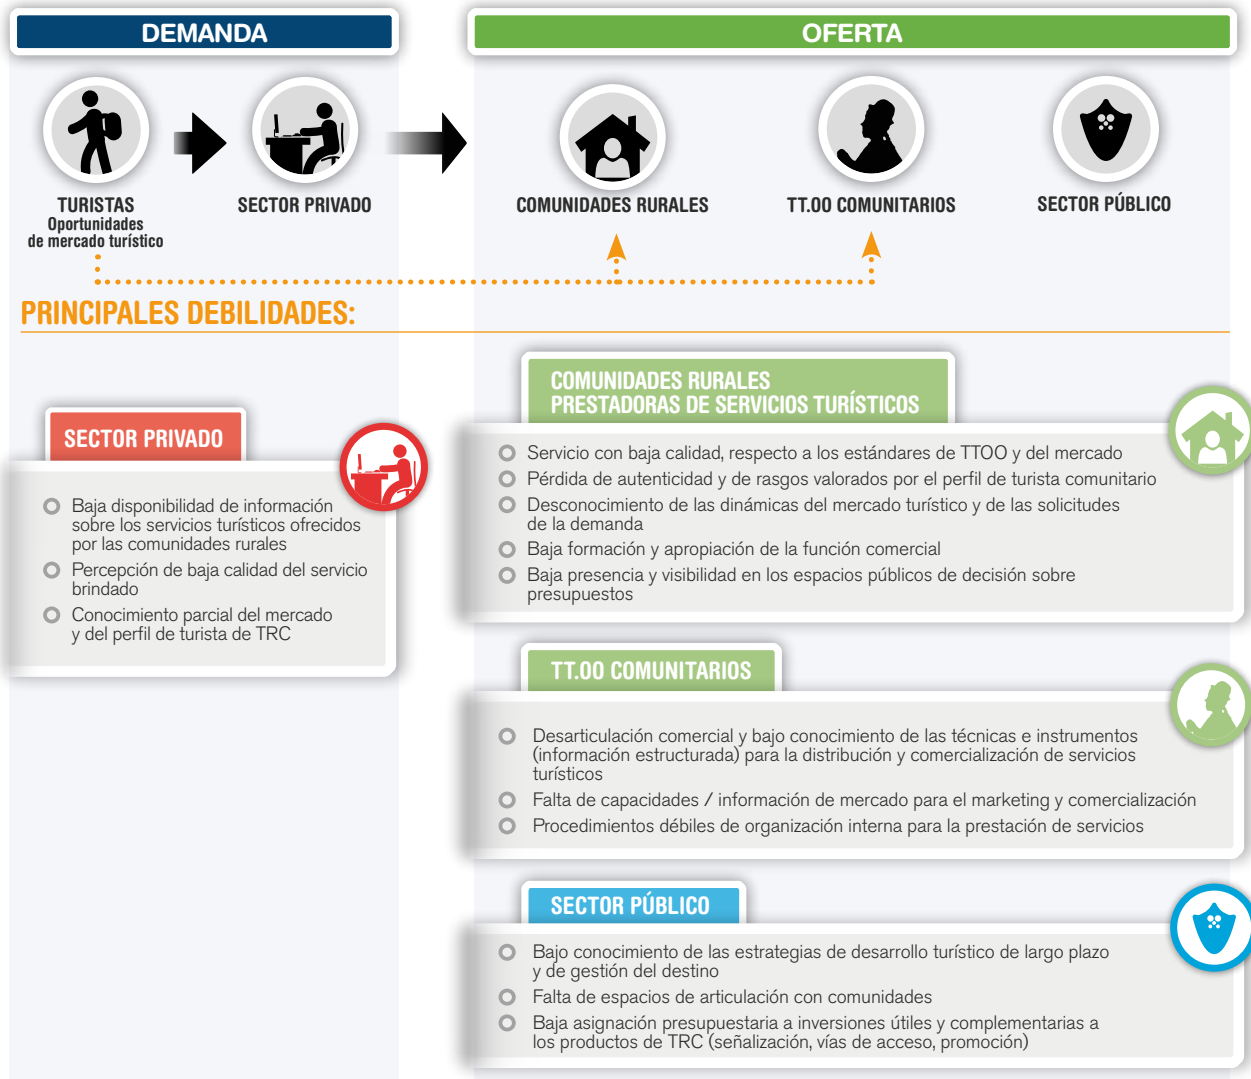 DEMANDA
OFERTA
TURISTAS
Oportunidades
de mercado turístico
SECTOR PRIVADO
COMUNIDADES RURALES
TT.OO COMUNITARIOS
SECTOR PÚBLICO
PRINCIPALES DEBILIDADES:
SECTOR PRIVADO
Baja disponibilidad de información
sobre los servicios turísticos ofrecidos
por las comunidades rurales
Percepción de baja calidad del servicio
brindado
Conocimiento parcial del mercado
y del perfil de turista de TRC
COMUNIDADES RURALES
PRESTADORAS DE SERVICIOS TURÍSTICOS
Servicio con baja calidad, respecto a los estándares de TTOO y del mercado
Pérdida de autenticidad y de rasgos valorados por el perfil de turista comunitario
Desconocimiento de las dinámicas del mercado turístico y de las solicitudes
de la demanda
Baja formación y apropiación de la función comercial
Baja presencia y visibilidad en los espacios públicos de decisión sobre
presupuestos
TT.OO COMUNITARIOS
Desarticulación comercial y bajo conocimiento de las técnicas e instrumentos
(información estructurada) para la distribución y comercialización de servicios
turísticos
Falta de capacidades / información de mercado para el marketing y comercialización
Procedimientos débiles de organización interna para la prestación de servicios
SECTOR PÚBLICO
Bajo conocimiento de las estrategias de desarrollo turístico de largo plazo
y de gestión del destino
Falta de espacios de articulación con comunidades
Baja asignación presupuestaria a inversiones útiles y complementarias a
los productos de TRC (señalización, vías de acceso, promoción)